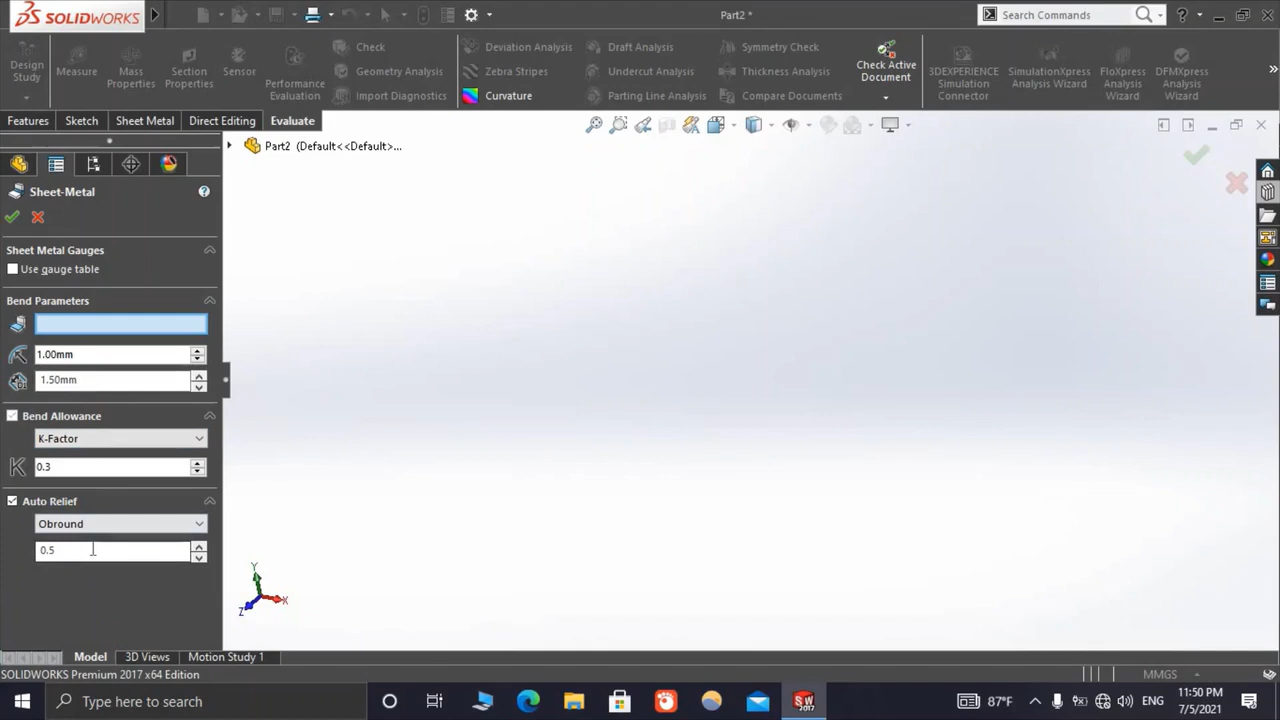 SOLIDWORKS
Part2 *
Search Commands
Design Study
Measure
Mass Properties
Section Properties
Sensor
Performance Evaluation
Check
Geometry Analysis
Import Diagnostics
Deviation Analysis
Zebra Stripes
Curvature
Draft Analysis
Undercut Analysis
Parting Line Analysis
Symmetry Check
Thickness Analysis
Compare Documents
Check Active Document
3DEXPERIENCE Simulation Connector
SimulationXpress Analysis Wizard
FloXpress Analysis Wizard
DFMXpress Analysis Wizard
Features
Sketch
Sheet Metal
Direct Editing
Evaluate
Part2 (Default<<Default>...
Sheet-Metal
Sheet Metal Gauges
Use gauge table
Bend Parameters
1.00mm
1.50mm
Bend Allowance
K-Factor
K
0.3
Auto Relief
Obround
0.5
Y
X
Z
Model
3D Views
Motion Study 1
SOLIDWORKS Premium 2017 x64 Edition
MMGS
Type here to search
SW
2017
87°F
ENG
11:50 PM
7/5/2021